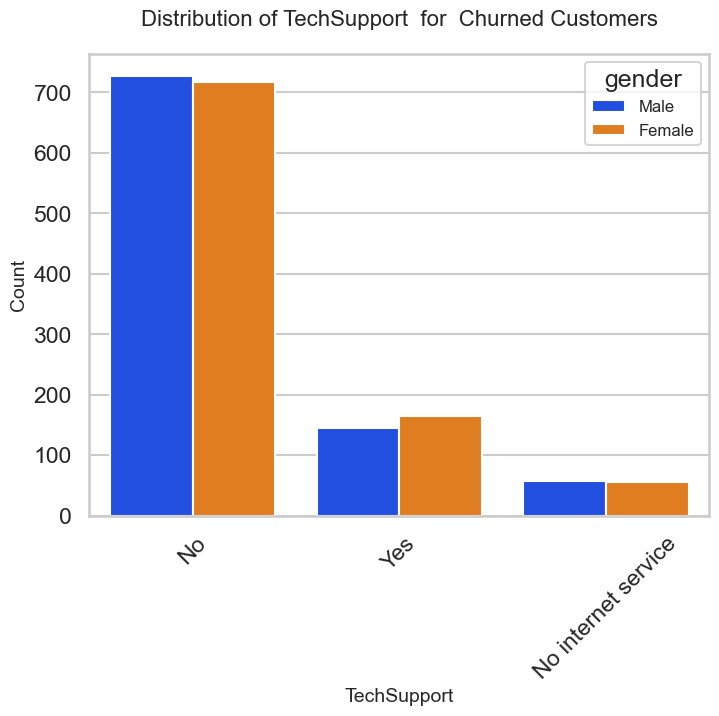 Distribution of TechSupport  for  Churned Customers
gender
Male
Female
Count
700
600
500
400
300
200
100
0
No
Yes
No internet service
TechSupport